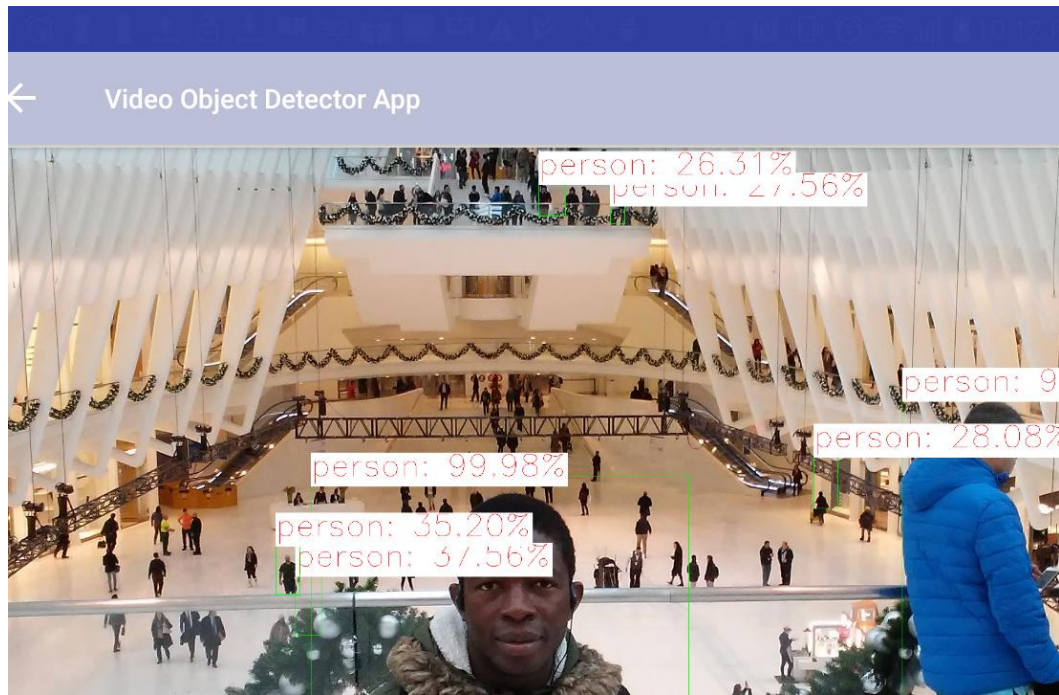 Video Object Detector App
person: 26.31%
person: 27.56%
person: 9
person: 28.08%
person: 99.98%
person: 35.20%
person: 37.56%